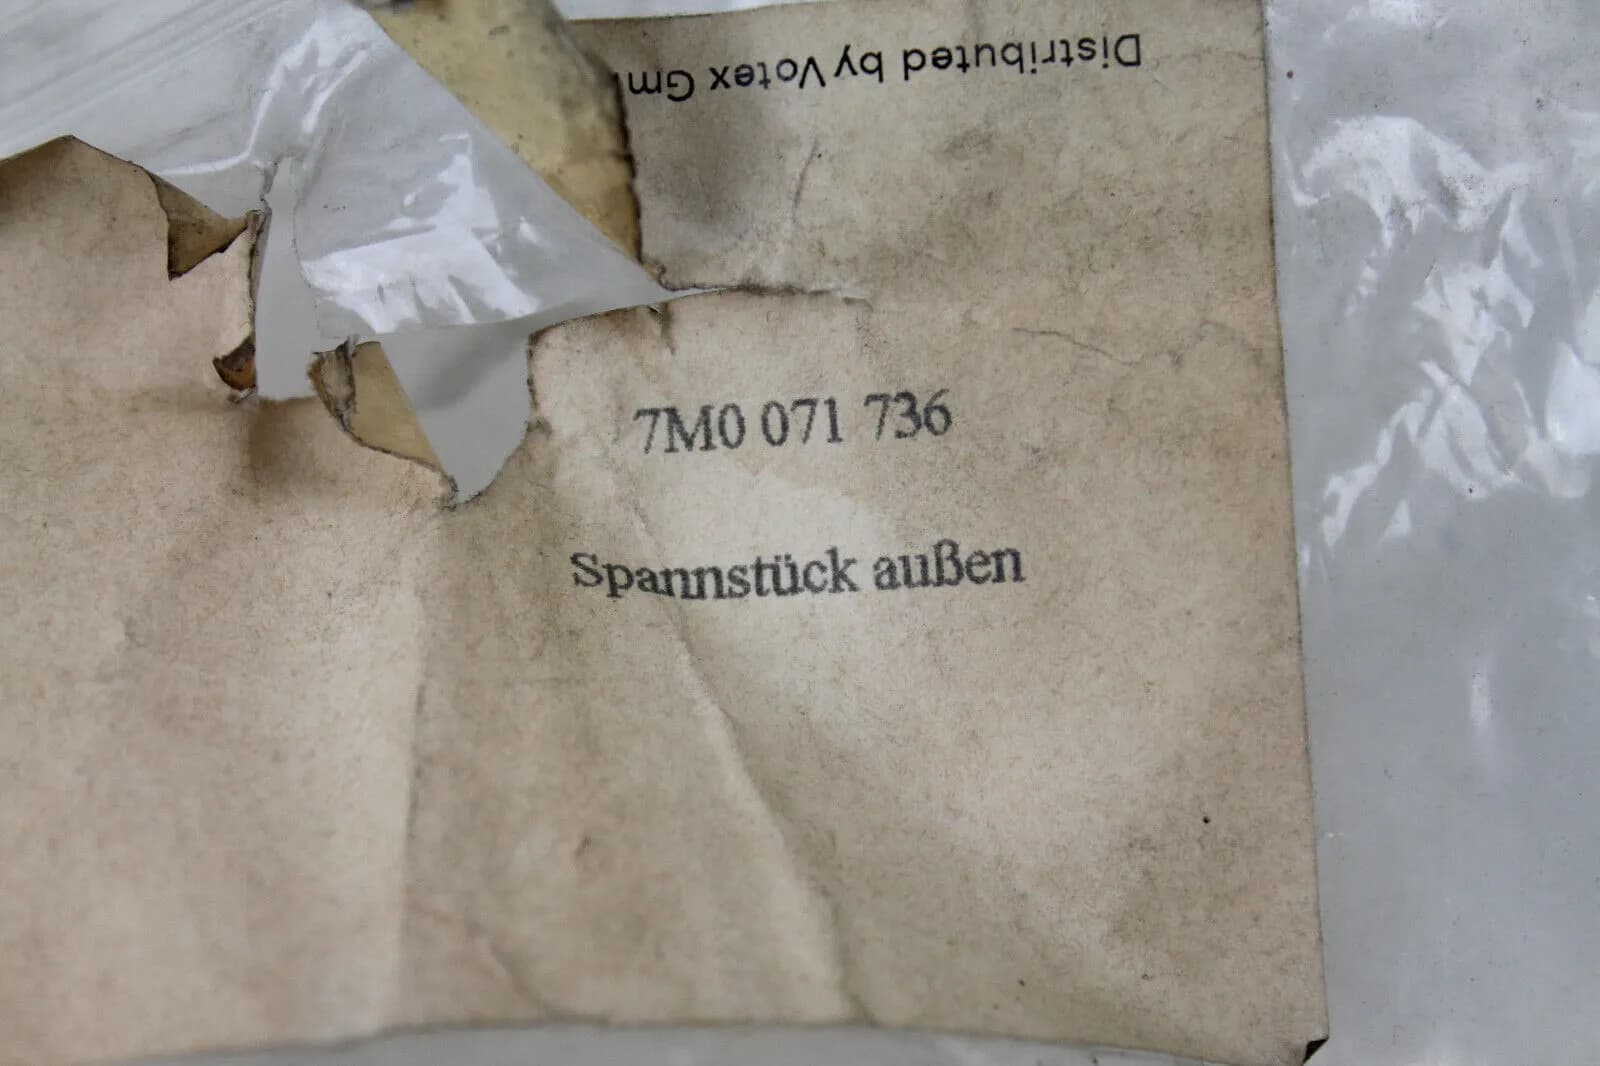 Distributed by Votex Gm
7M0 071 736
Spannstück außen